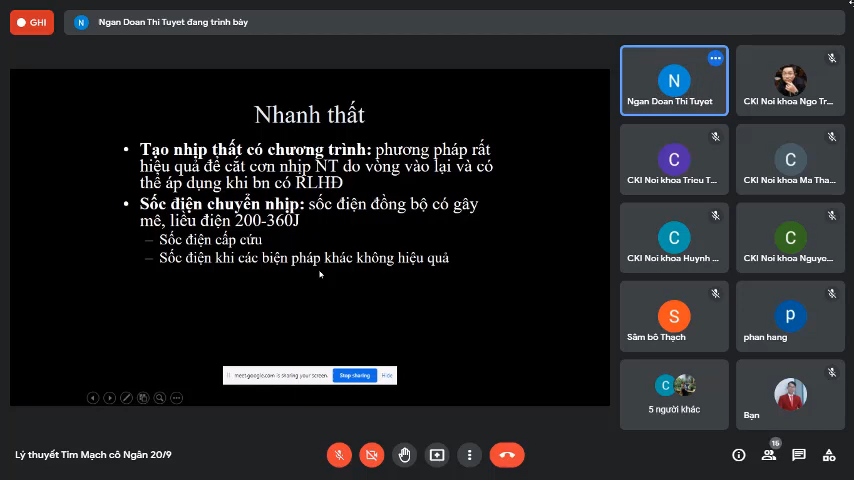 GHI
N
Ngan Doan Thi Tuyet đang trình bày
Nhanh thất
• Tạo nhịp thất có chương trình: phương pháp rất
hiệu quả để cắt cơn nhịp NT do vòng vào lại và có
thể áp dụng khi bn có RLHĐ
• Sốc điện chuyển nhịp: sốc điện đồng bộ có gây
mê, liều điện 200-360J
– Sốc điện cấp cứu
– Sốc điện khi các biện pháp khác không hiệu quả
meet.google.com is sharing your screen.
Stop sharing
Hide
N
Ngan Doan Thi Tuyet
CKI Noi khoa Ngo Tr...
C
CKI Noi khoa Trieu T...
C
CKI Noi khoa Ma Tha...
C
CKI Noi khoa Huynh ...
C
CKI Noi khoa Nguye...
S
Sâm bô Thạch
p
phan hang
C
5 người khác
Bạn
Lý thuyết Tim Mạch cô Ngân 20/9
15